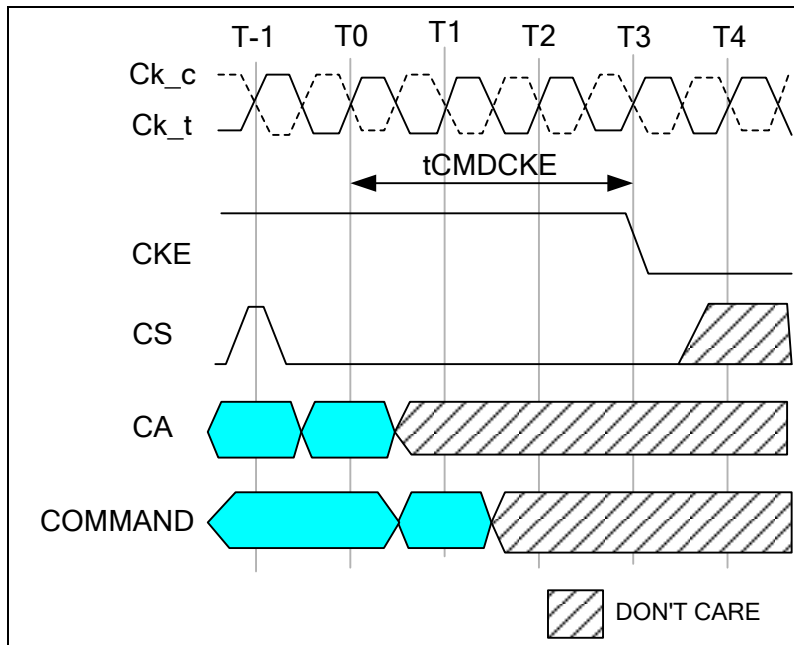 T-1 T0 T1 T2 T3 T4
Ck_c
Ck_t
tCMDCKE
CKE
CS
CA
COMMAND
DON'T CARE